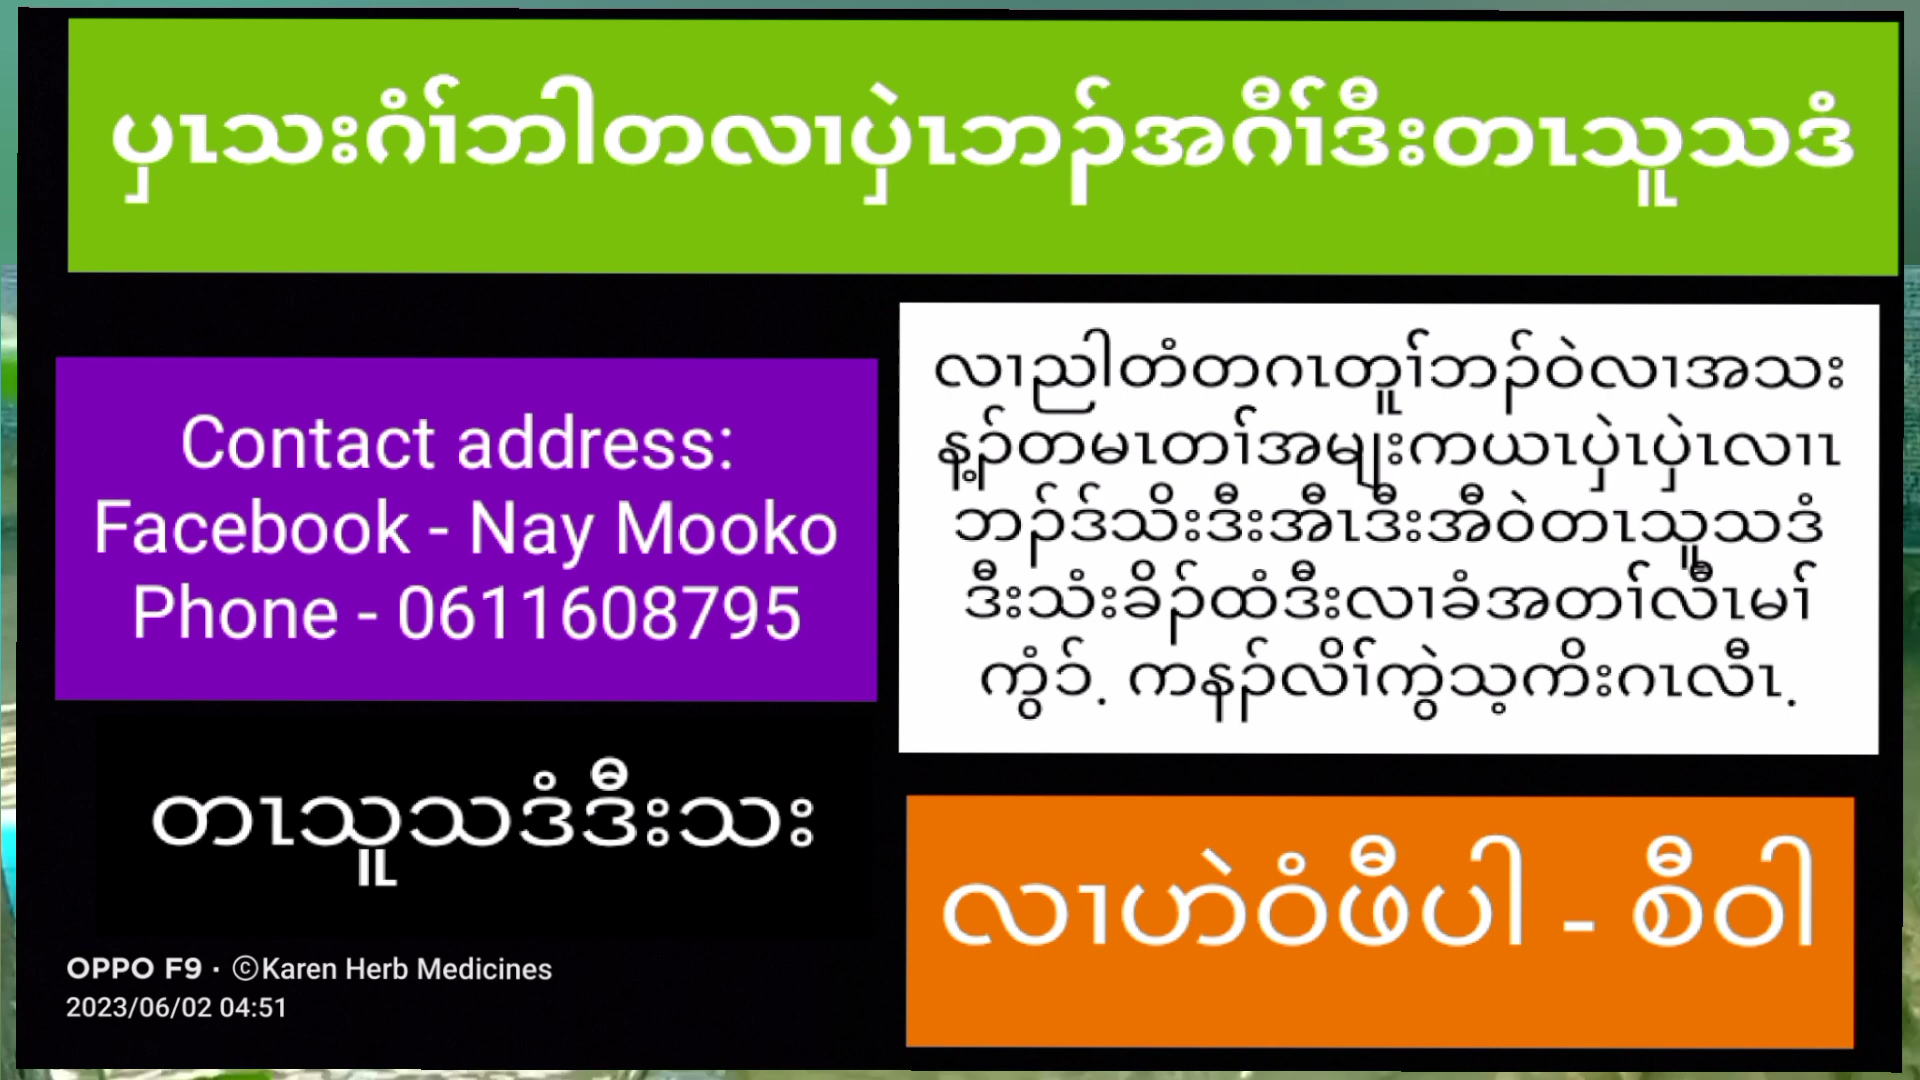 ပှၤသးဂံၢ်ဘါတလၢပှဲၤဘၣ်အဂီၢ်ဒီးတၤသူသဒံ
Contact address:
Facebook - Nay Mooko
Phone - 0611608795
လၢညါတံတဂၤတူၢ်ဘၣ်ဝဲလၢအသး
န့ၣ်တမၤတၢ်အမျးကယၤပှဲၤပှဲၤလၢၤ
ဘၣ်ဒ်သိးဒီးအီၤဒီးအီဝဲတၤသူသဒံ
ဒီးသံးခိၣ်ထံဒီးလၢခံအတၢ်လီၤမၢ်
ကွံၥ်. ကနၣ်လိၢ်ကွဲသ့ကိးဂၤလီၤ.
တၤသူသဒံဒီးသး
လၢဟဲဝံဖီပါ - စီဝါ
OPPO F9 · ©Karen Herb Medicines
2023/06/02 04:51